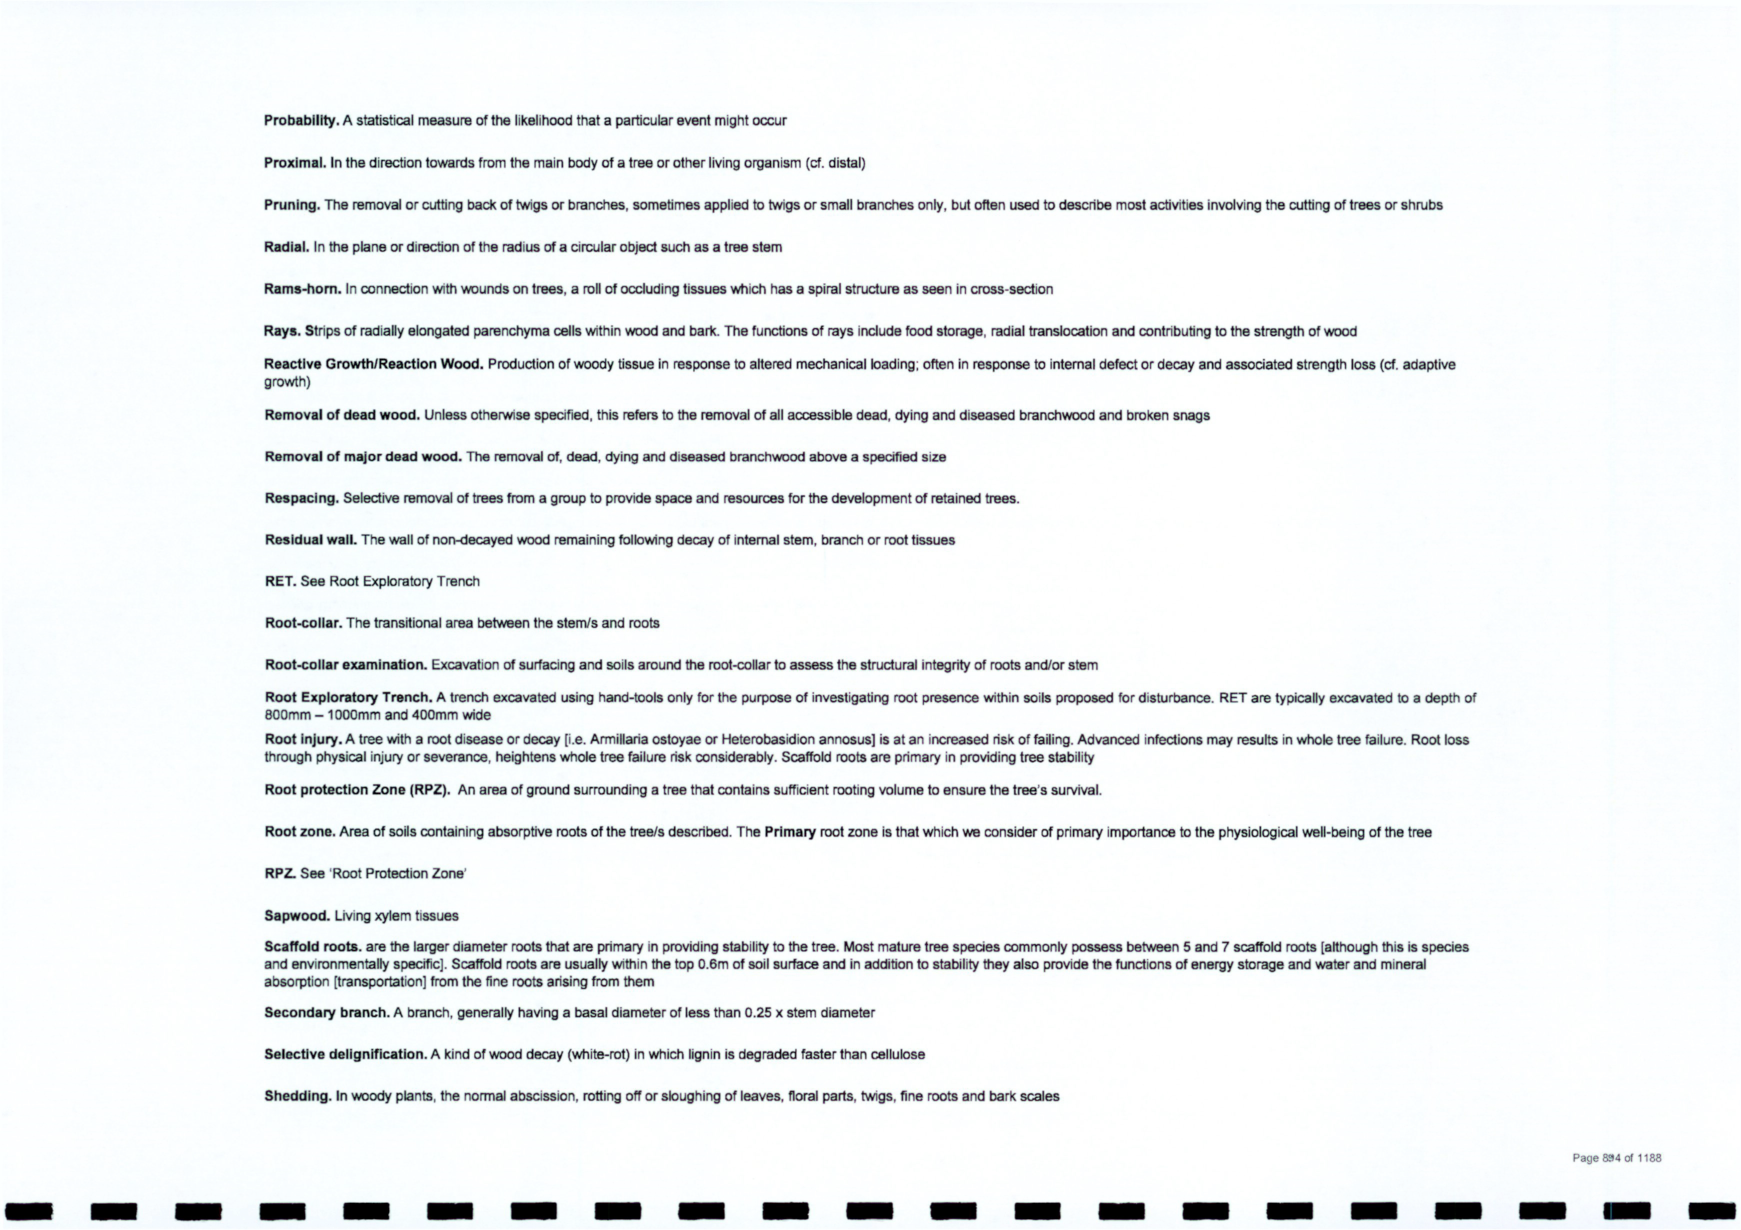 Probability. A statistical measure of the likelihood that a particular event might occur
Proximal. In the direction towards from the main body of a tree or other living organism (cf. distal)
Pruning. The removal or cutting back of twigs or branches, sometimes applied to twigs or small branches only, but often used to describe most activities involving the cutting of trees or shrubs
Radial. In the plane or direction of the radius of a circular object such as a tree stem
Rams-horn. In connection with wounds on trees, a roll of occluding tissues which has a spiral structure as seen in cross-section
Rays. Strips of radially elongated parenchyma cells within wood and bark. The functions of rays include food storage, radial translocation and contributing to the strength of wood
Reactive Growth/Reaction Wood. Production of woody tissue in response to altered mechanical loading; often in response to internal defect or decay and associated strength loss (cf. adaptive
growth)
Removal of dead wood. Unless otherwise specified, this refers to the removal of all accessible dead, dying and diseased branchwood and broken snags
Removal of major dead wood. The removal of, dead, dying and diseased branchwood above a specified size
Respacing. Selective removal of trees from a group to provide space and resources for the development of retained trees.
Residual wall. The wall of non-decayed wood remaining following decay of internal stem, branch or root tissues
RET. See Root Exploratory Trench
Root-collar. The transitional area between the stem/s and roots
Root-collar examination. Excavation of surfacing and soils around the root-collar to assess the structural integrity of roots and/or stem
Root Exploratory Trench. A trench excavated using hand-tools only for the purpose of investigating root presence within soils proposed for disturbance. RET are typically excavated to a depth of
800mm – 1000mm and 400mm wide
Root injury. A tree with a root disease or decay [i.e. Armillaria ostoyae or Heterobasidion annosus] is at an increased risk of failing. Advanced infections may results in whole tree failure. Root loss
through physical injury or severance, heightens whole tree failure risk considerably. Scaffold roots are primary in providing tree stability
Root protection Zone (RPZ). An area of ground surrounding a tree that contains sufficient rooting volume to ensure the tree's survival.
Root zone. Area of soils containing absorptive roots of the tree/s described. The Primary root zone is that which we consider of primary importance to the physiological well-being of the tree
RPZ. See 'Root Protection Zone'
Sapwood. Living xylem tissues
Scaffold roots. are the larger diameter roots that are primary in providing stability to the tree. Most mature tree species commonly possess between 5 and 7 scaffold roots [although this is species
and environmentally specific]. Scaffold roots are usually within the top 0.6m of soil surface and in addition to stability they also provide the functions of energy storage and water and mineral
absorption [transportation] from the fine roots arising from them
Secondary branch. A branch, generally having a basal diameter of less than 0.25 x stem diameter
Selective delignification. A kind of wood decay (white-rot) in which lignin is degraded faster than cellulose
Shedding. In woody plants, the normal abscission, rotting off or sloughing of leaves, floral parts, twigs, fine roots and bark scales
Page of 1188